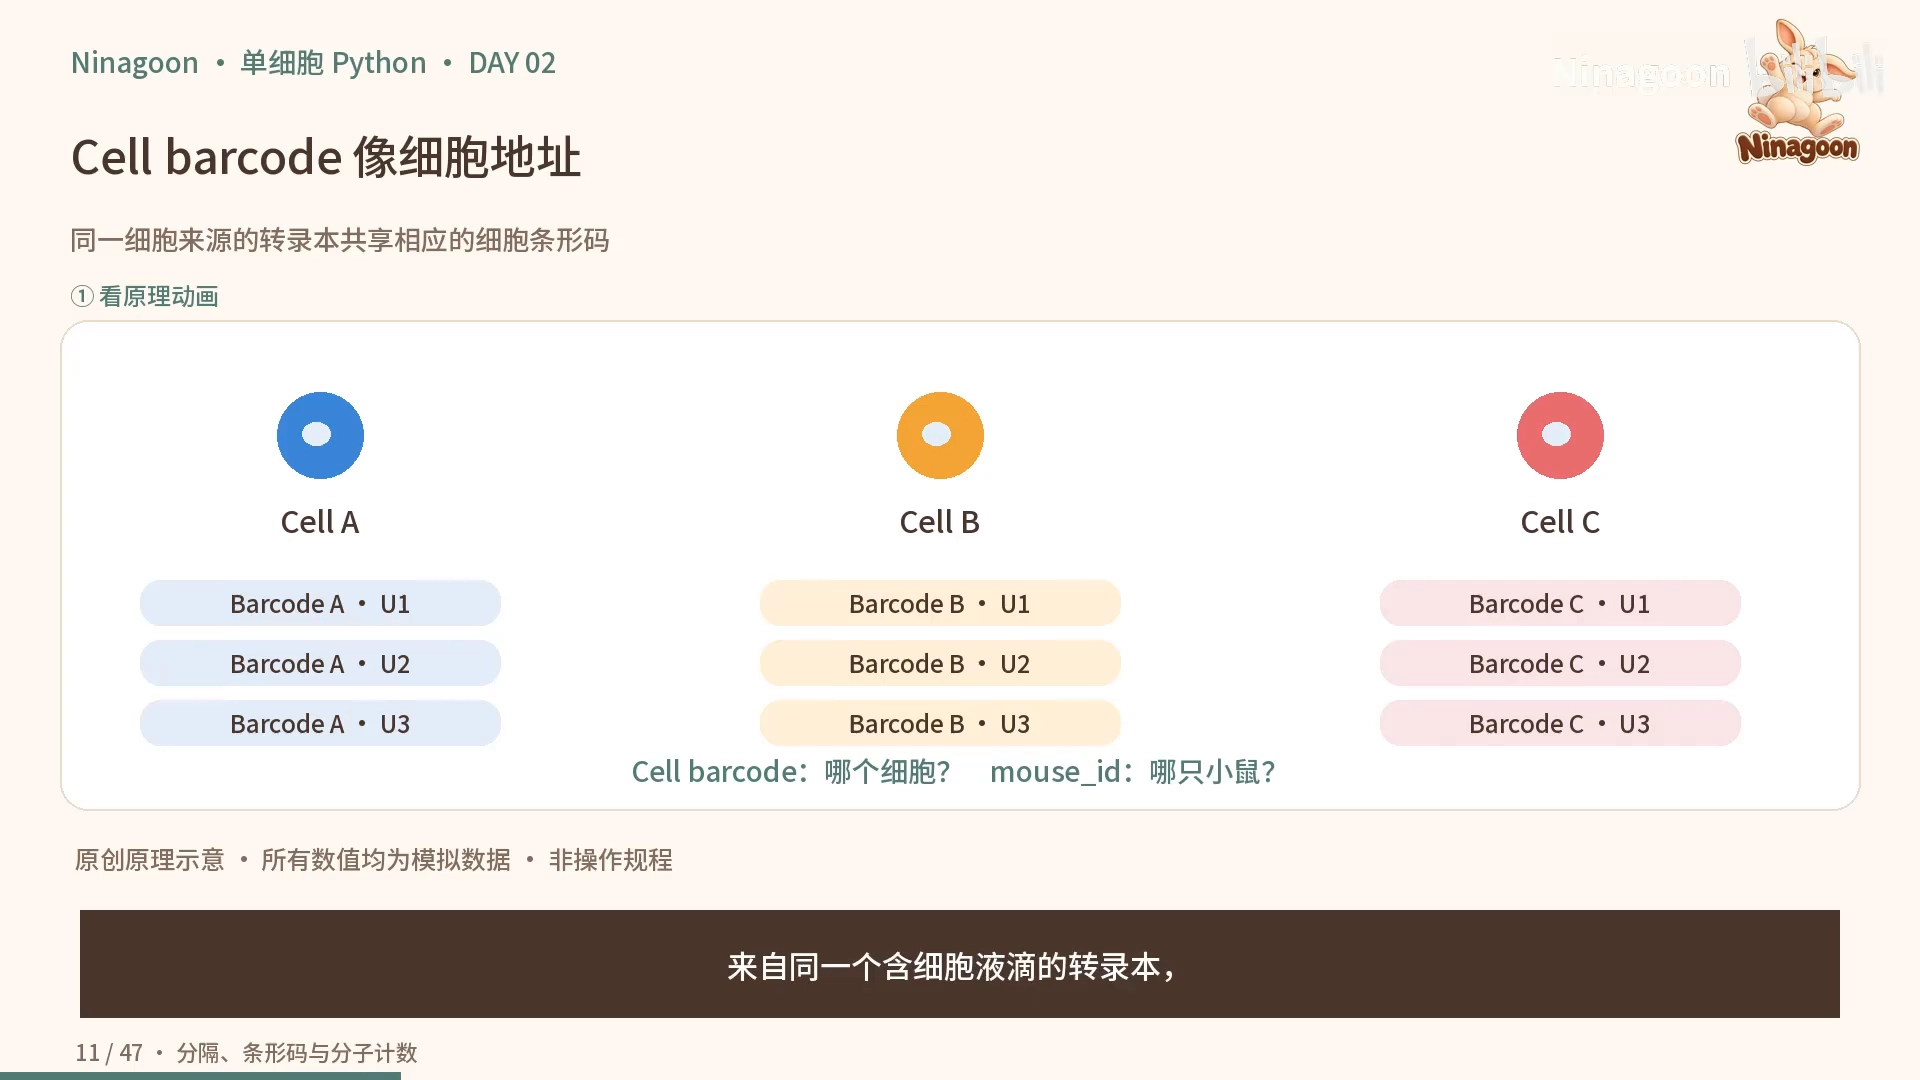 Ninagoon • 单细胞 Python • DAY 02
Ninagoon
bilibili
Ninagoon
Cell barcode 像细胞地址
同一细胞来源的转录本共享相应的细胞条形码
① 看原理动画
Cell A
Cell B
Cell C
Barcode A • U1
Barcode B • U1
Barcode C • U1
Barcode A • U2
Barcode B • U2
Barcode C • U2
Barcode A • U3
Barcode B • U3
Barcode C • U3
Cell barcode：哪个细胞？ mouse_id：哪只小鼠？
原创原理示意 • 所有数值均为模拟数据 • 非操作规程
来自同一个含细胞液滴的转录本，
11 / 47 • 分隔、条形码与分子计数